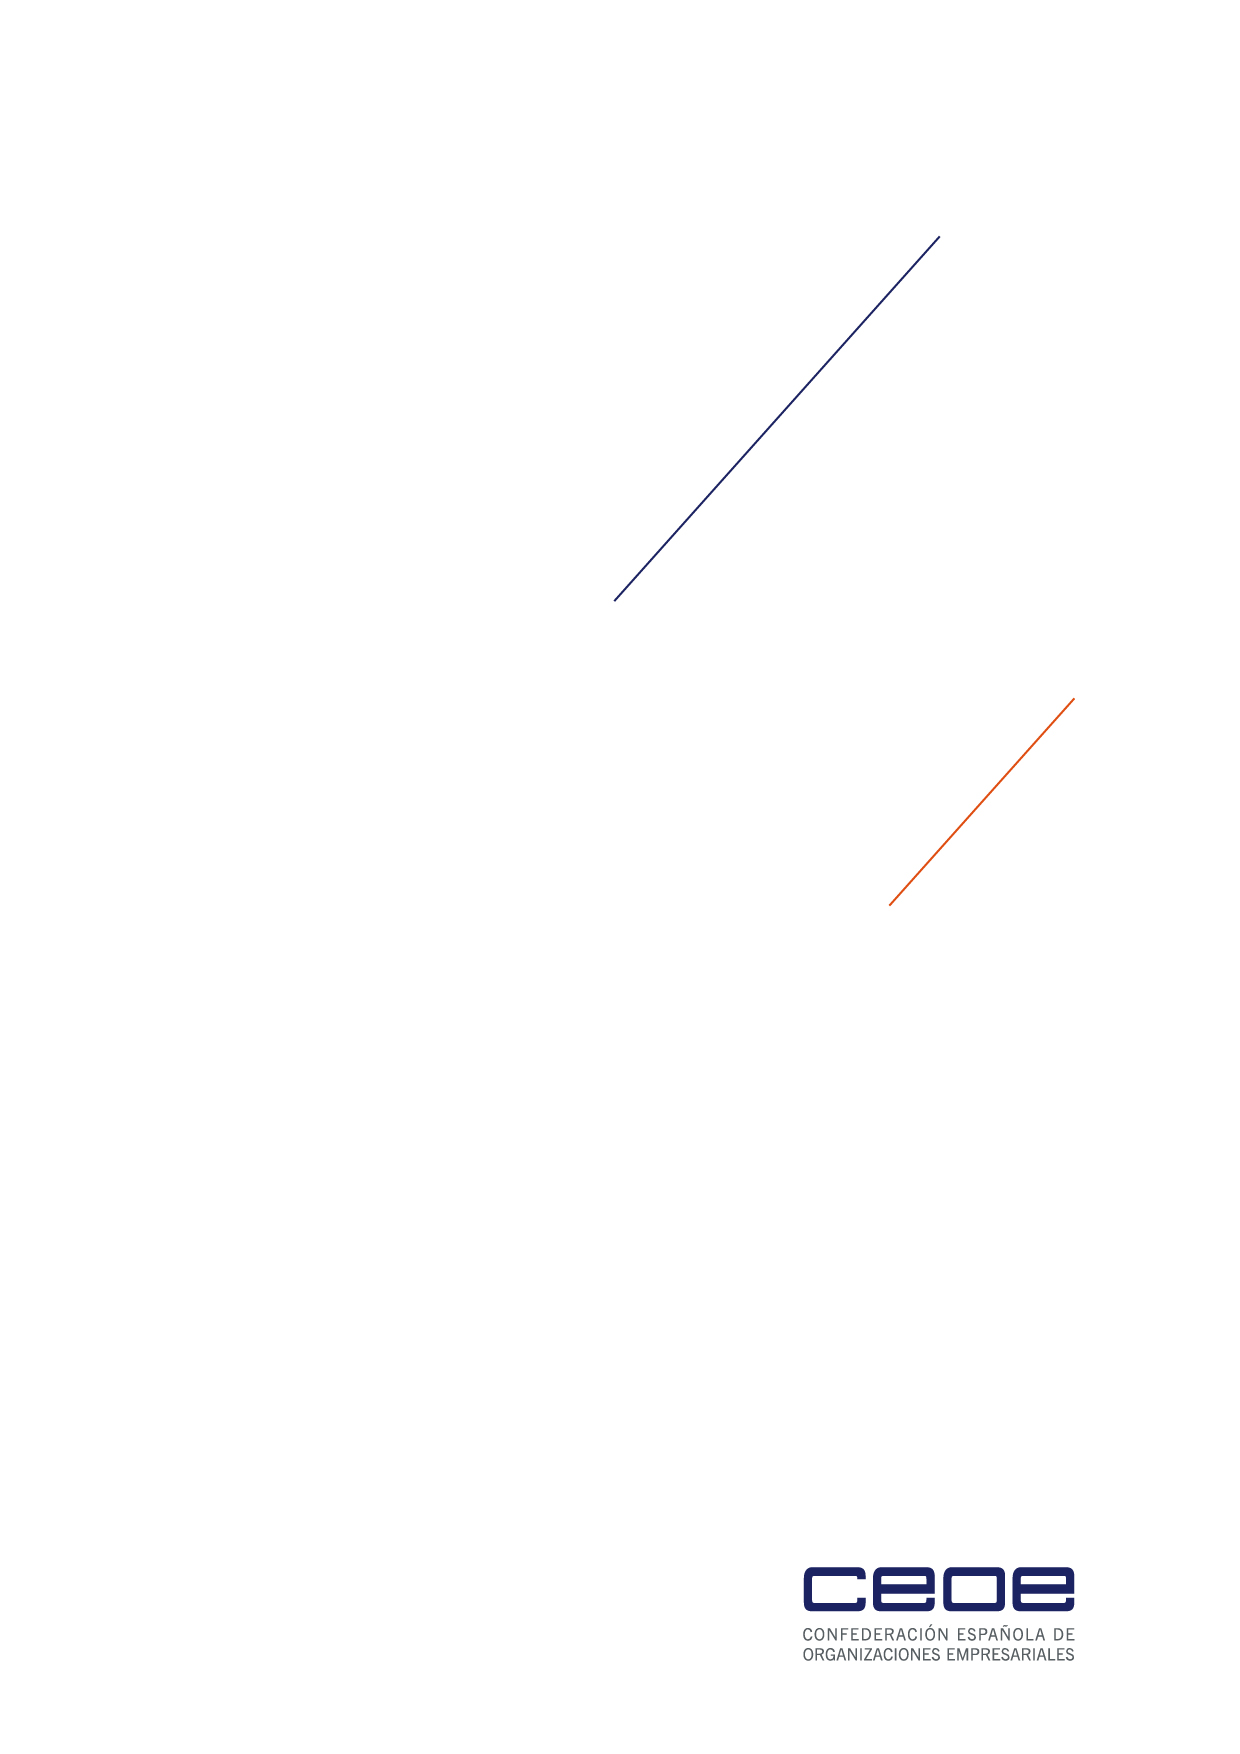 ceoe
CONFEDERACIÓN ESPAÑOLA DE
ORGANIZACIONES EMPRESARIALES